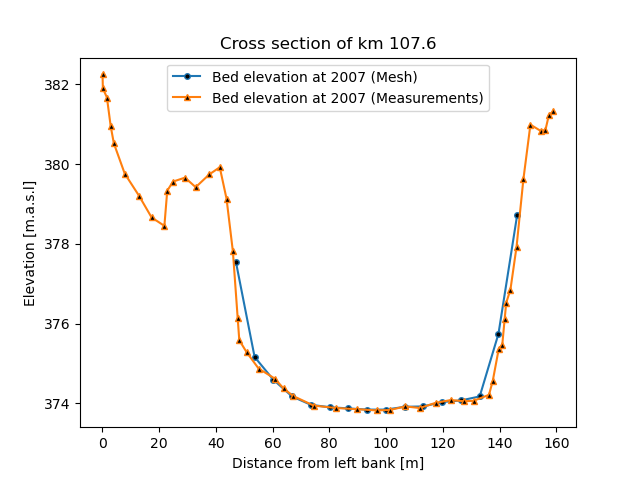 Cross section of km 107.6
Bed elevation at 2007 (Mesh)
Bed elevation at 2007 (Measurements)
Elevation [m.a.s.l]
382
380
378
376
374
0 20 40 60 80 100 120 140 160
Distance from left bank [m]